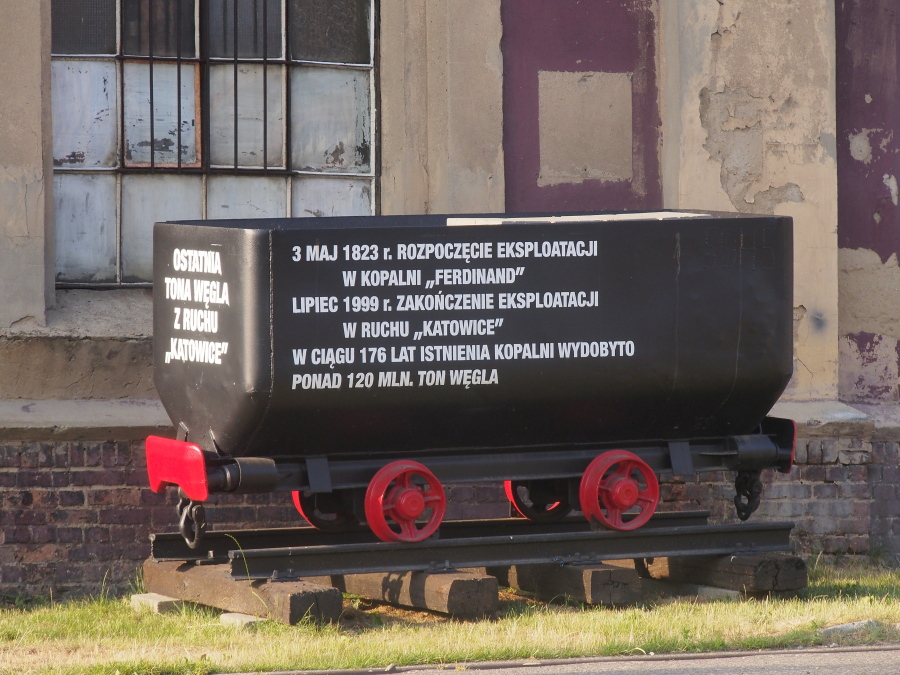 OSTATNIA
TONA WĘGLA
Z RUCHU
„KATOWICE”
3 MAJ 1823 r. ROZPOCZĘCIE EKSPLOATACJI
W KOPALNI „FERDINAND”
LIPIEC 1999 r. ZAKOŃCZENIE EKSPLOATACJI
W RUCHU „KATOWICE”
W CIĄGU 176 LAT ISTNIENIA KOPALNI WYDOBYTO
PONAD 120 MLN. TON WĘGLA